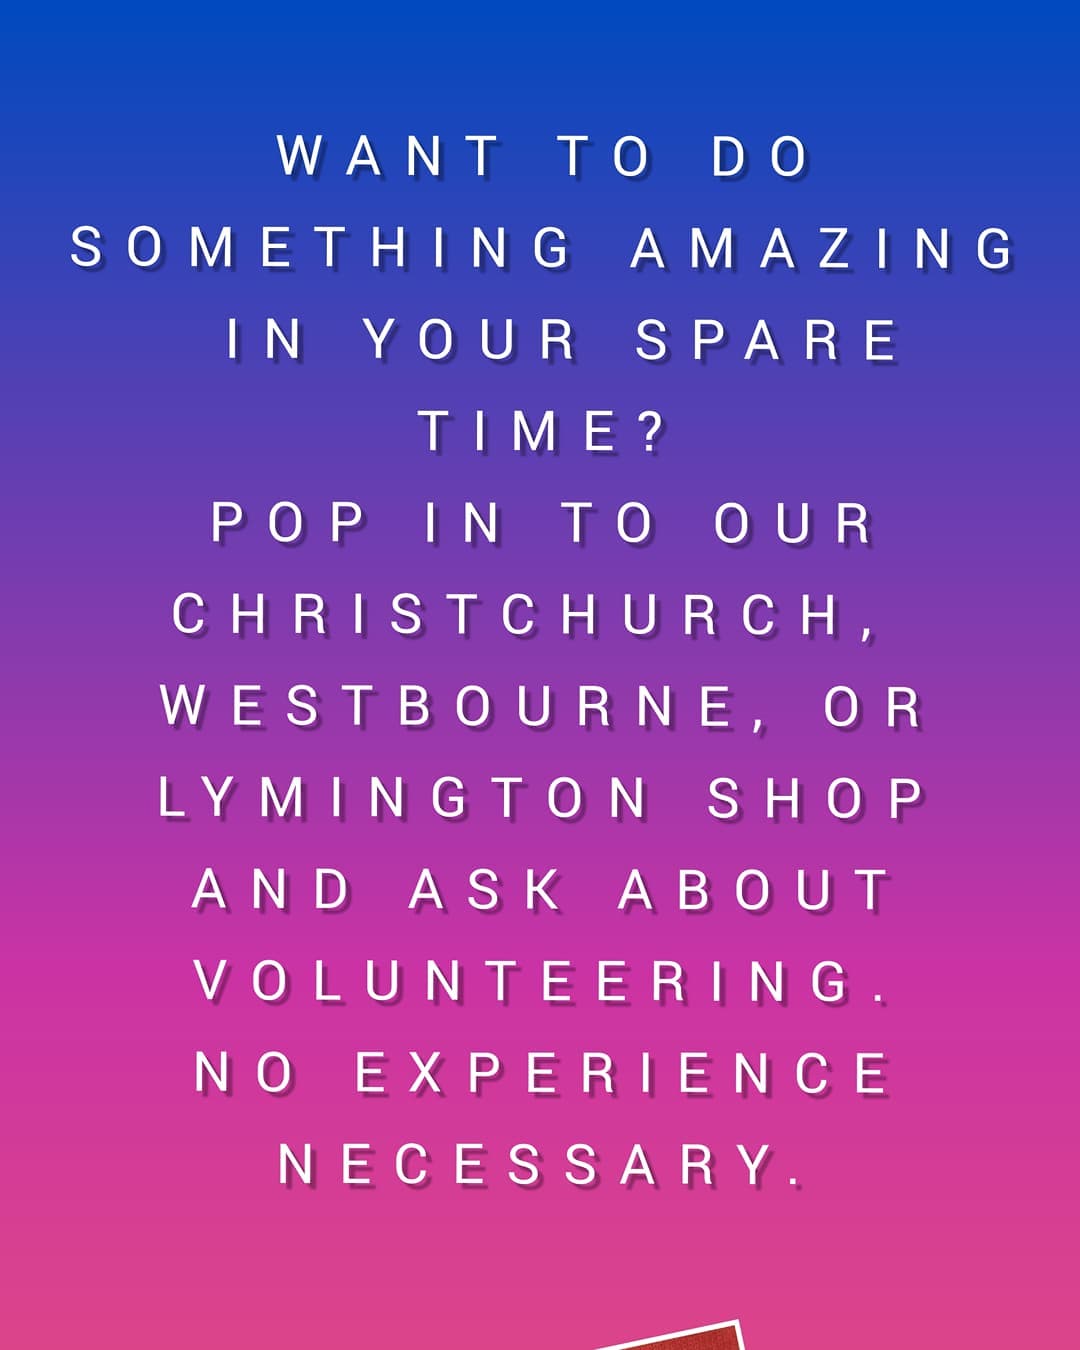 WANT TO DO
SOMETHING AMAZING
IN YOUR SPARE
TIME?
POP IN TO OUR
CHRISTCHURCH,
WESTBOURNE, OR
LYMINGTON SHOP
AND ASK ABOUT
VOLUNTEERING.
NO EXPERIENCE
NECESSARY.